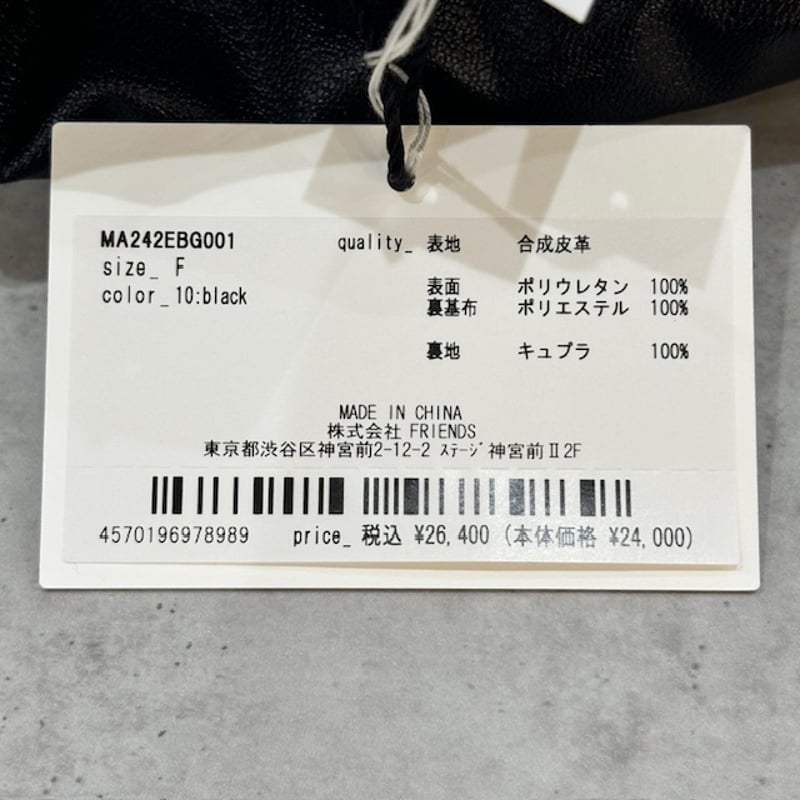 MA242EBG001
size_ F
color_10:black
quality_ 表地 合成皮革
表面 ポリウレタン 100%
裏基布 ポリエステル 100%
裏地 キュプラ 100%
MADE IN CHINA
株式会社 FRIENDS
東京都渋谷区神宮前2-12-2 ｽﾃｰｼﾞ神宮前Ⅱ2F
4570196978989 price_ 税込 ¥26,400 (本体価格 ¥24,000)